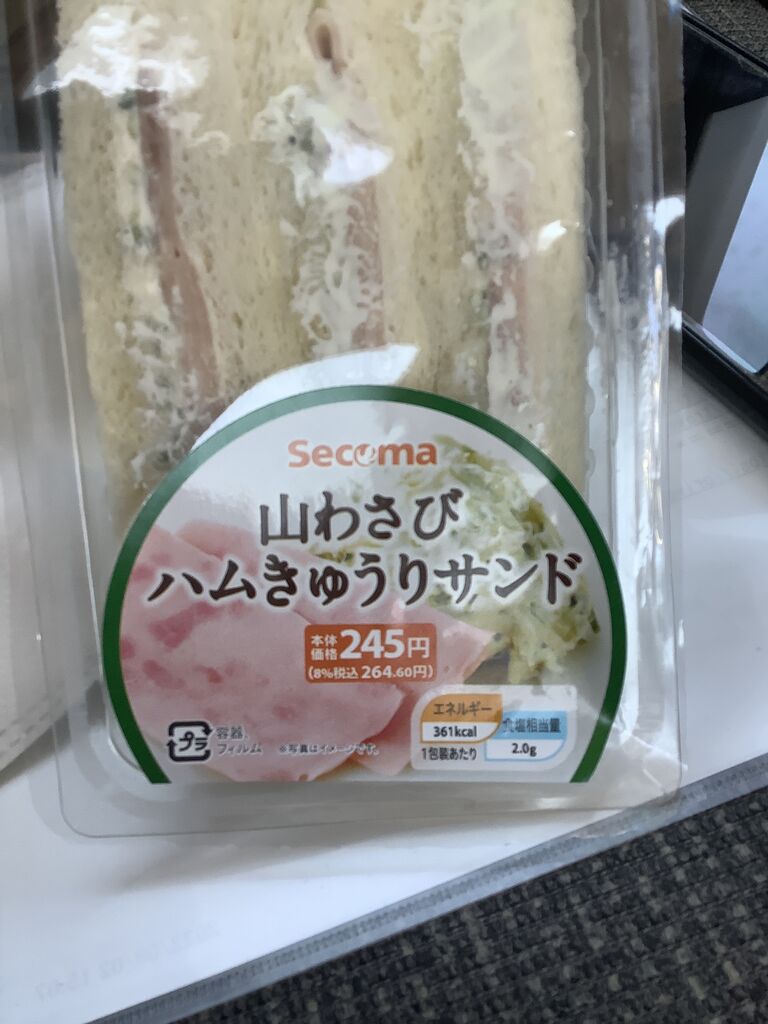 Secoma
山わさび
ハムきゅうりサンド
本体
価格 245円
(8%税込 264.60円)
エネルギー
361kcal
1包装あたり
食塩相当量
2.0g
プラ
容器、
フィルム
※写真はイメージです。